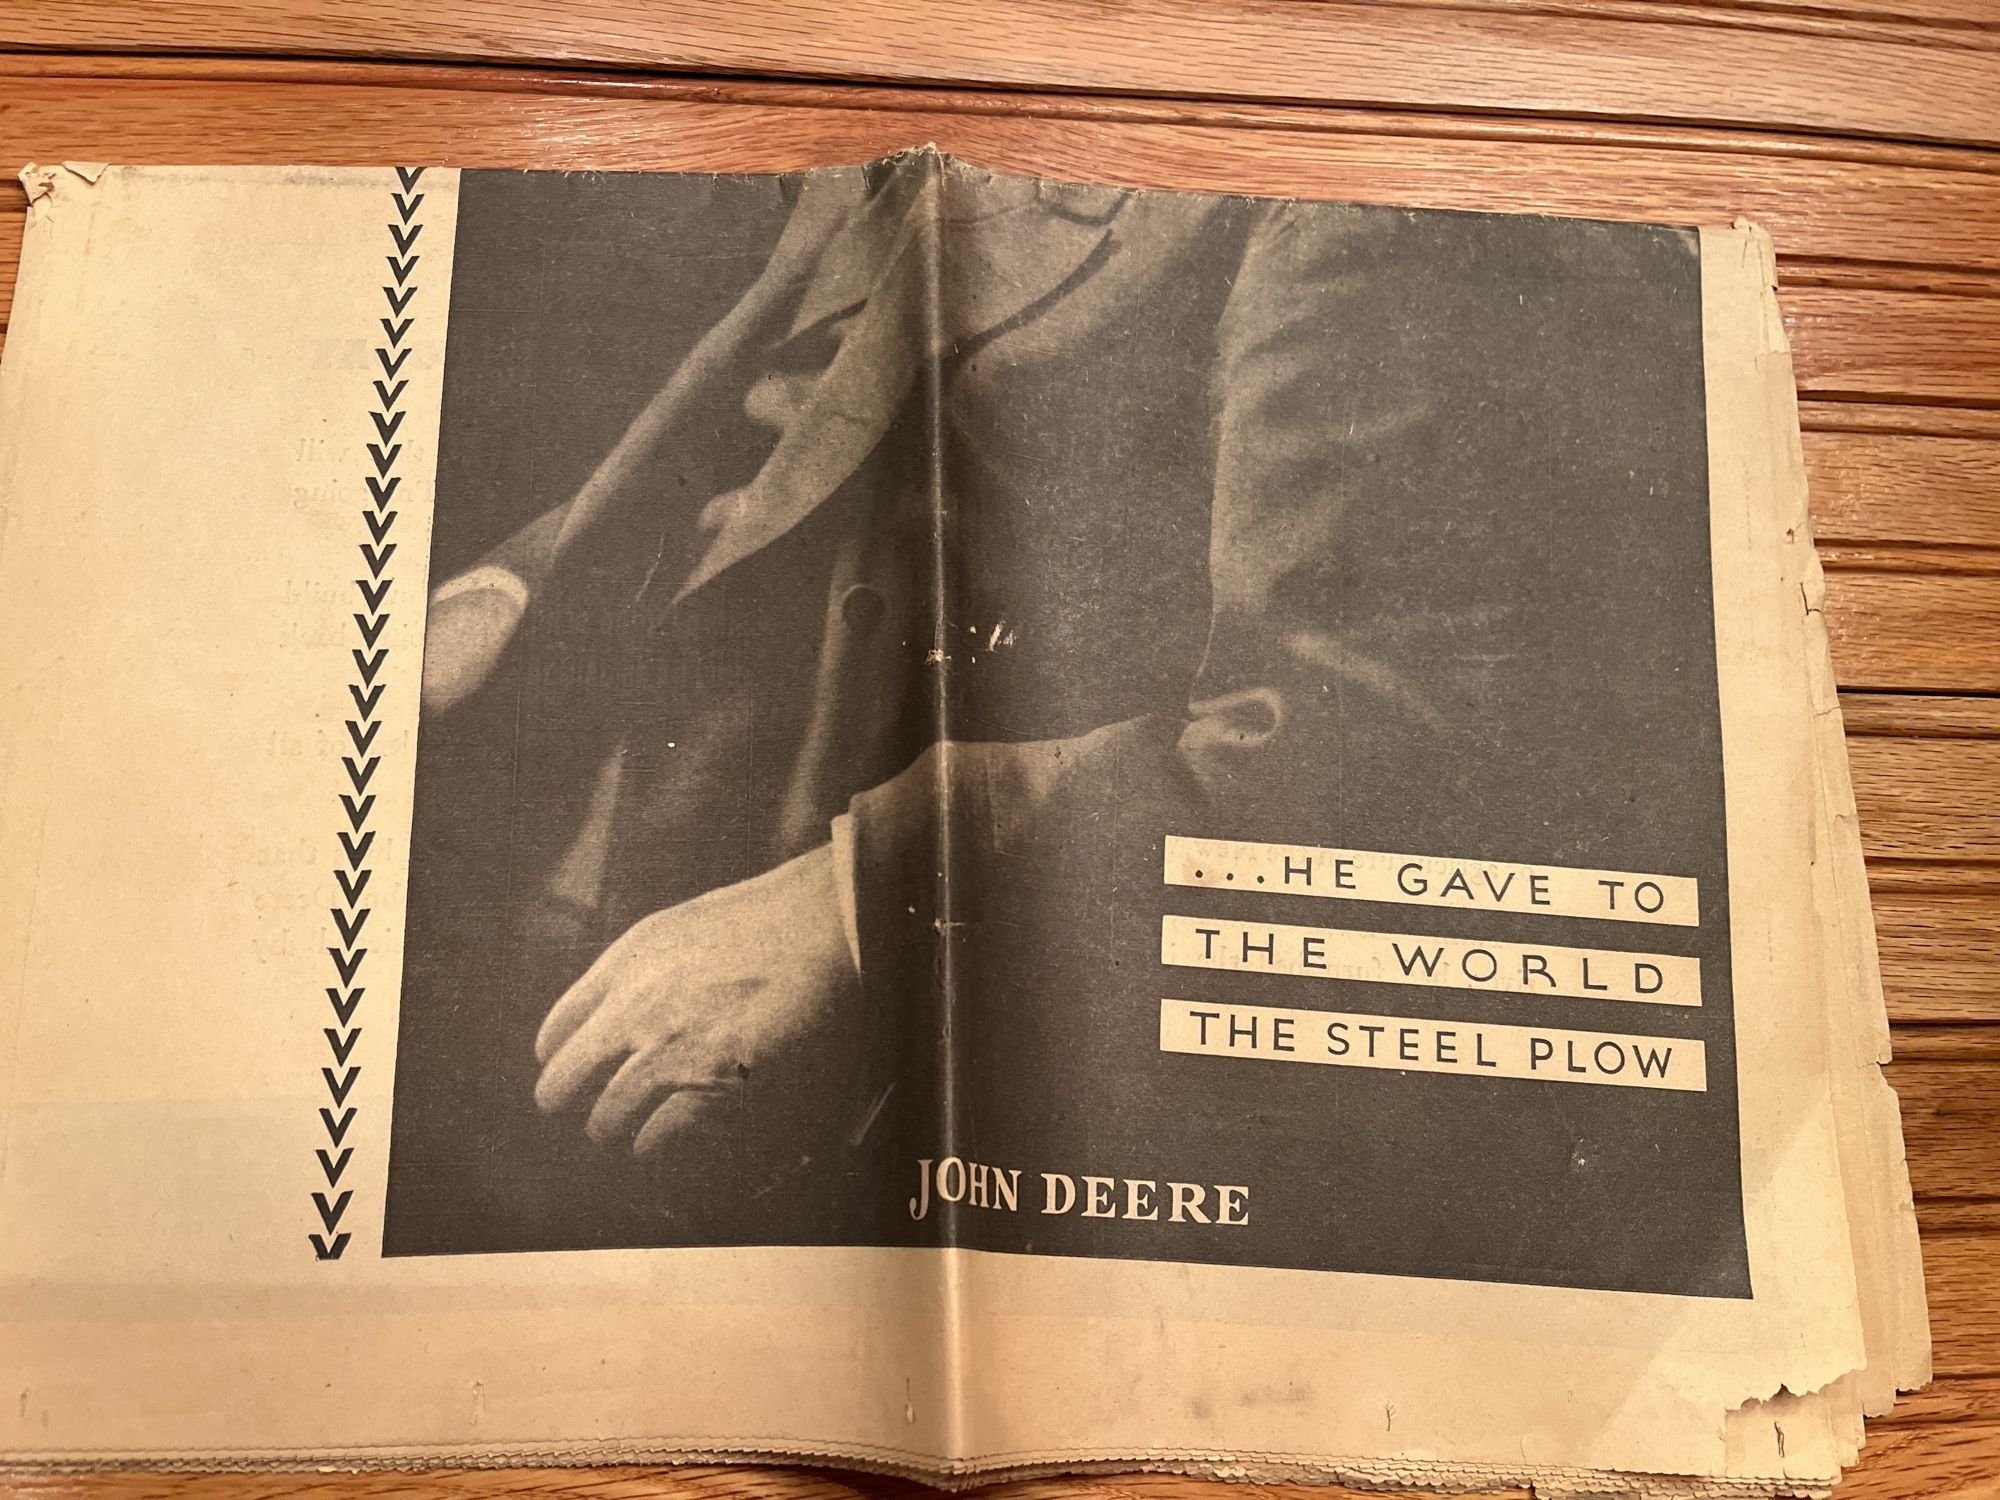 ...HE GAVE TO
THE WORLD
THE STEEL PLOW
JOHN DEERE